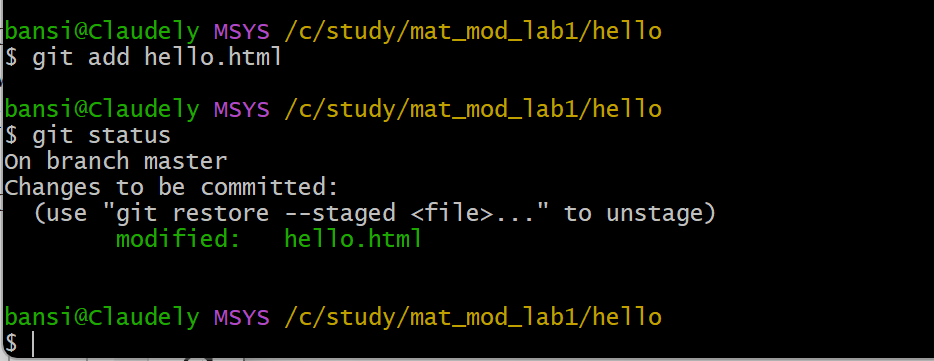 bansi@Claudely MSYS /c/study/mat_mod_lab1/hello
$ git add hello.html
bansi@Claudely MSYS /c/study/mat_mod_lab1/hello
$ git status
On branch master
Changes to be committed:
  (use "git restore --staged <file>..." to unstage)
        modified:   hello.html
bansi@Claudely MSYS /c/study/mat_mod_lab1/hello
$